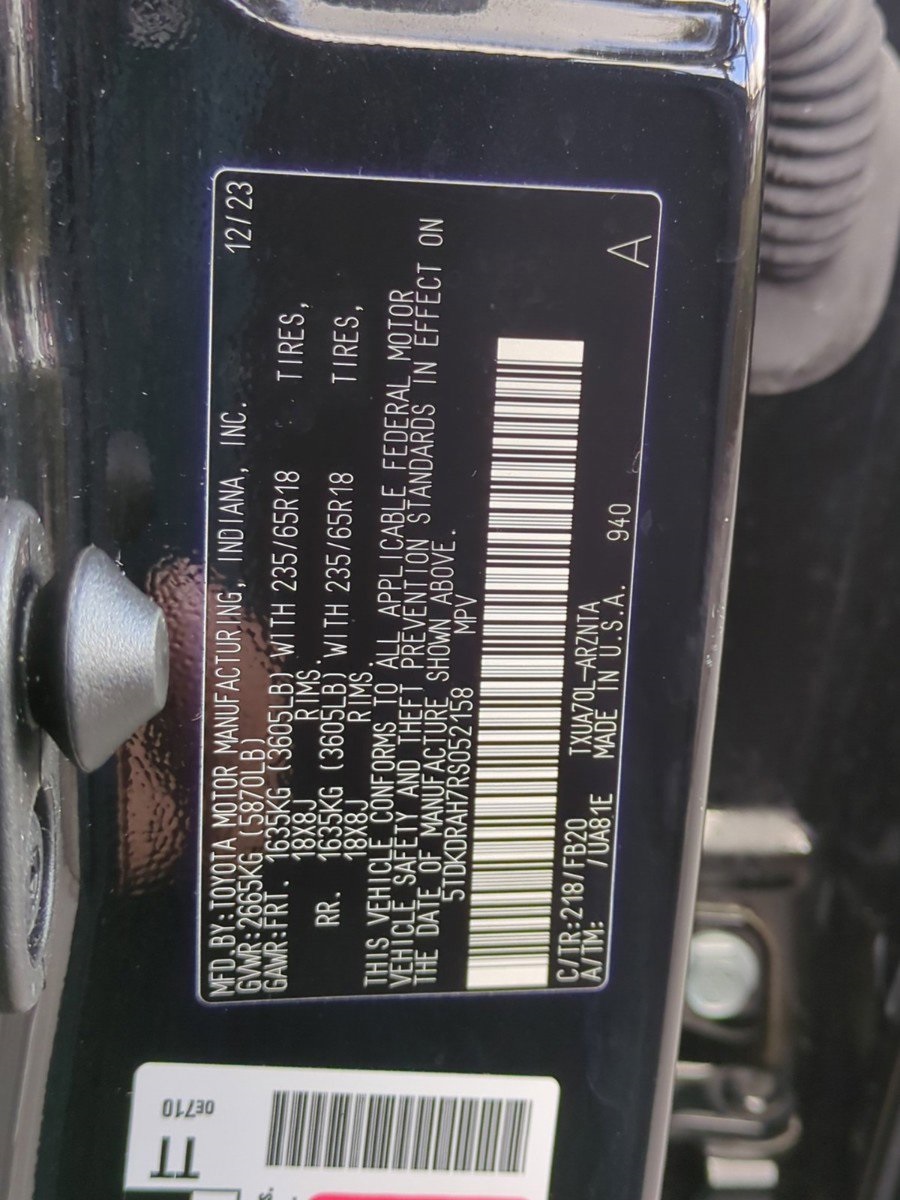 MFD.BY:TOYOTA MOTOR MANUFACTURING, INDIANA, INC. 12/23
GVWR:2665KG(5870LB)
GAWR:FRT. 1635KG(3605LB) WITH 235/65R18 TIRES,
18X8J RIMS.
RR. 1635KG (3605LB) WITH 235/65R18 TIRES,
18X8J RIMS.
THIS VEHICLE CONFORMS TO ALL APPLICABLE FEDERAL MOTOR
VEHICLE SAFETY AND THEFT PREVENTION STANDARDS IN EFFECT ON
THE DATE OF MANUFACTURE SHOWN ABOVE.
5TDKDRAH7RS052158 MPV
C/TR:218/FB20 TXUA70L-ARZNTA
A/TM: /UA81E MADE IN U.S.A. 940 A
0E710
TT